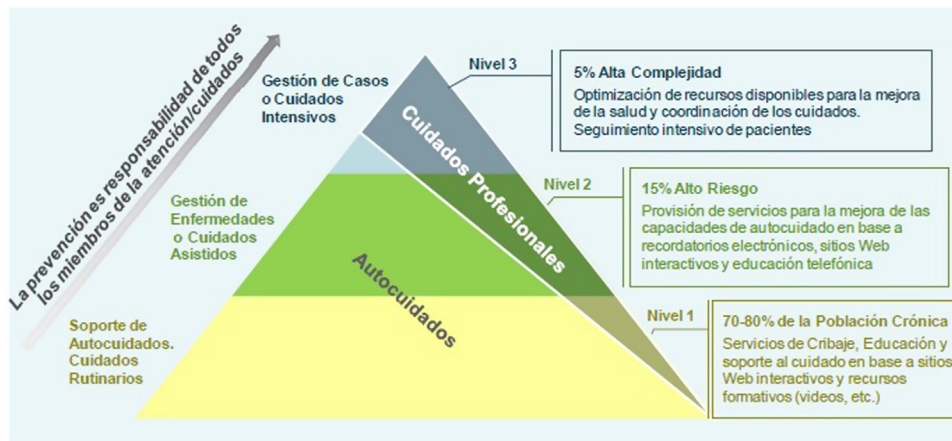 La prevención es responsabilidad de todos
los miembros de la atención/cuidados
Gestión de Casos
o Cuidados
Intensivos
Gestión de
Enfermedades
o Cuidados
Asistidos
Soporte de
Autocuidados.
Cuidados
Rutinarios
Cuidados Profesionales
Autocuidados
Nivel 3
5% Alta Complejidad
Optimización de recursos disponibles para la mejora
de la salud y coordinación de los cuidados.
Seguimiento intensivo de pacientes
Nivel 2
15% Alto Riesgo
Provisión de servicios para la mejora de las
capacidades de autocuidado en base a
recordatorios electrónicos, sitios Web
interactivos y educación telefónica
Nivel 1
70-80% de la Población Crónica
Servicios de Cribaje, Educación y
soporte al cuidado en base a sitios
Web interactivos y recursos
formativos (videos, etc.)